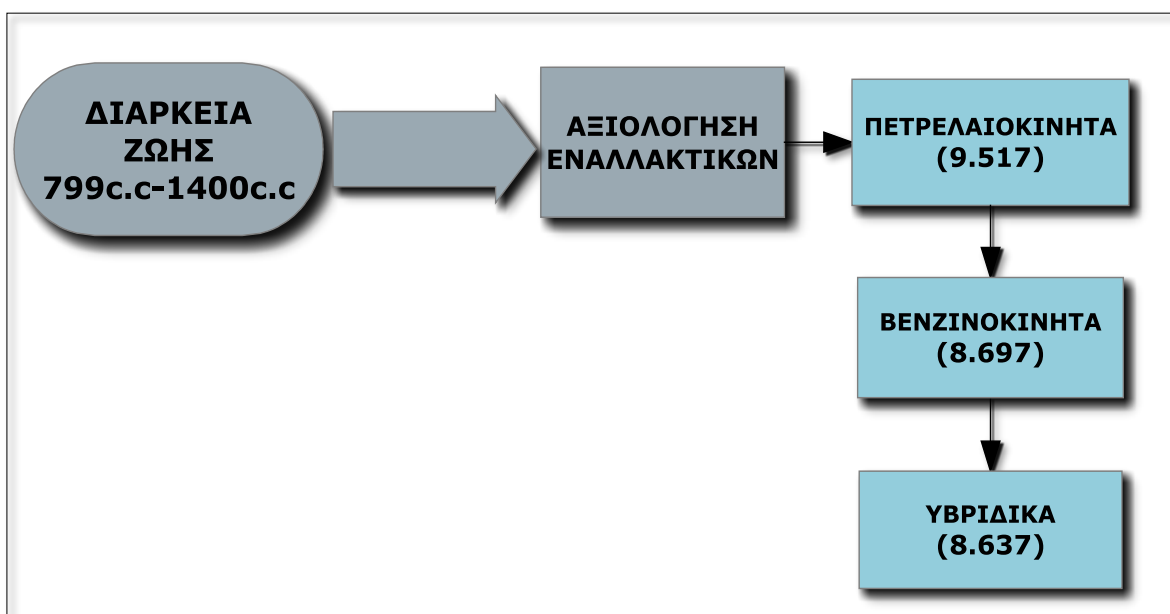 ΔΙΑΡΚΕΙΑ
ΖΩΗΣ
799c.c-1400c.c
ΑΞΙΟΛΟΓΗΣΗ
ΕΝΑΛΛΑΚΤΙΚΩΝ
ΠΕΤΡΕΛΑΙΟΚΙΝΗΤΑ
(9.517)
ΒΕΝΖΙΝΟΚΙΝΗΤΑ
(8.697)
ΥΒΡΙΔΙΚΑ
(8.637)